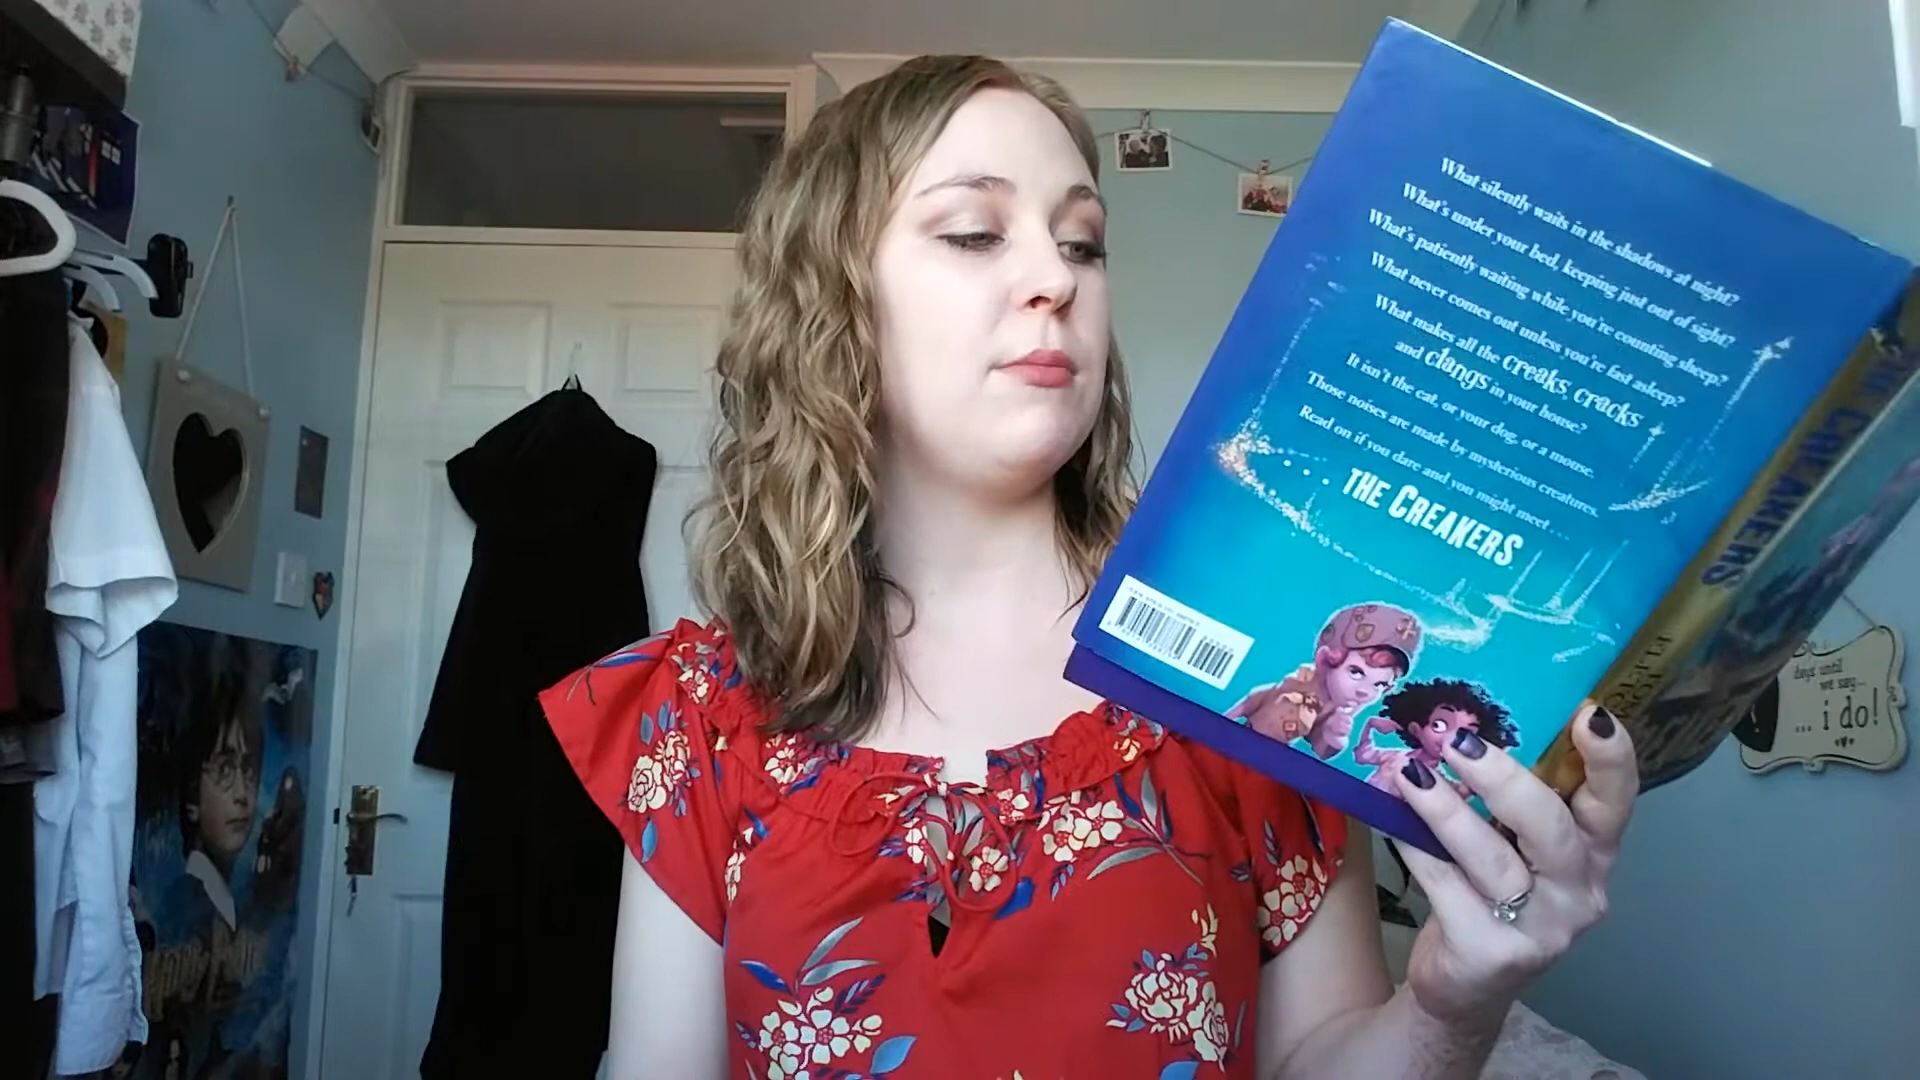 What silently waits in the shadows at night?
What's under your bed, keeping just out of sight?
What's patiently waiting while you're counting sheep?
What never comes out unless you're fast asleep?
What makes all the creaks, cracks
and clangs in your house?
It isn't the cat, or your dog, or a mouse.
Those noises are made by mysterious creatures.
Read on if you dare and you might meet...
... THE CREAKERS
THE CREAKERS
TOM
FLETCHER
days until
we say...
... i do!